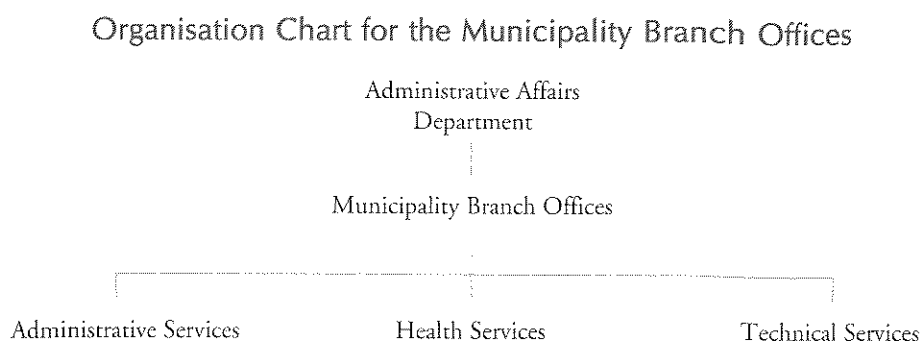 Organisation Chart for the Municipality Branch Offices
Administrative Affairs
Department
Municipality Branch Offices
Administrative Services Health Services Technical Services